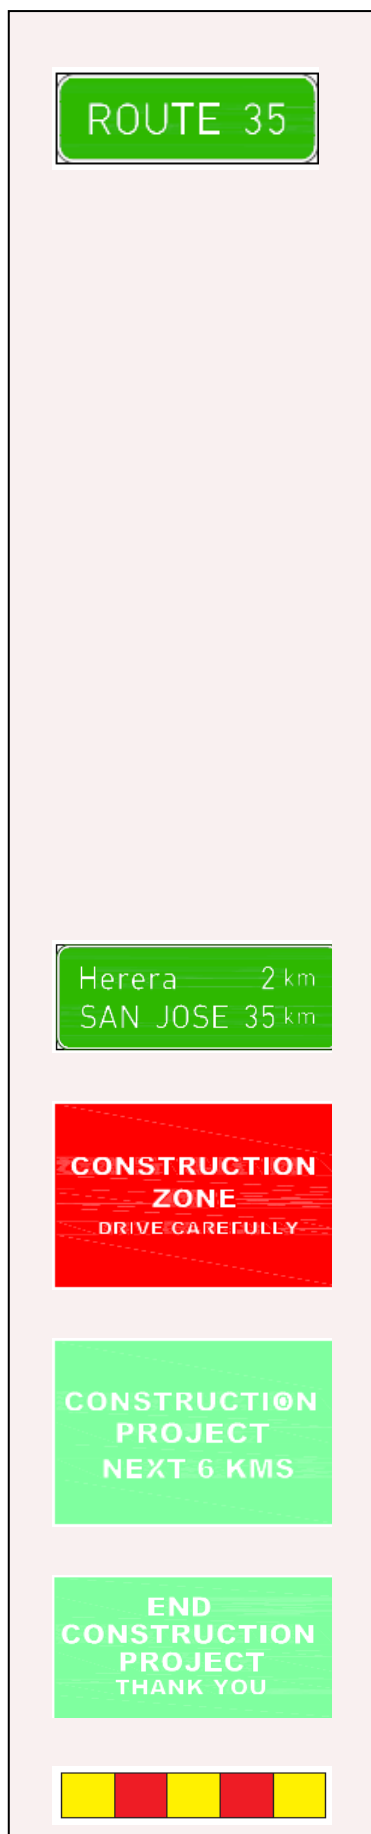 ROUTE 35
Herera 2 km
SAN JOSE 35 km
CONSTRUCTION
ZONE
DRIVE CAREFULLY
CONSTRUCTION
PROJECT
NEXT 6 KMS
END
CONSTRUCTION
PROJECT
THANK YOU